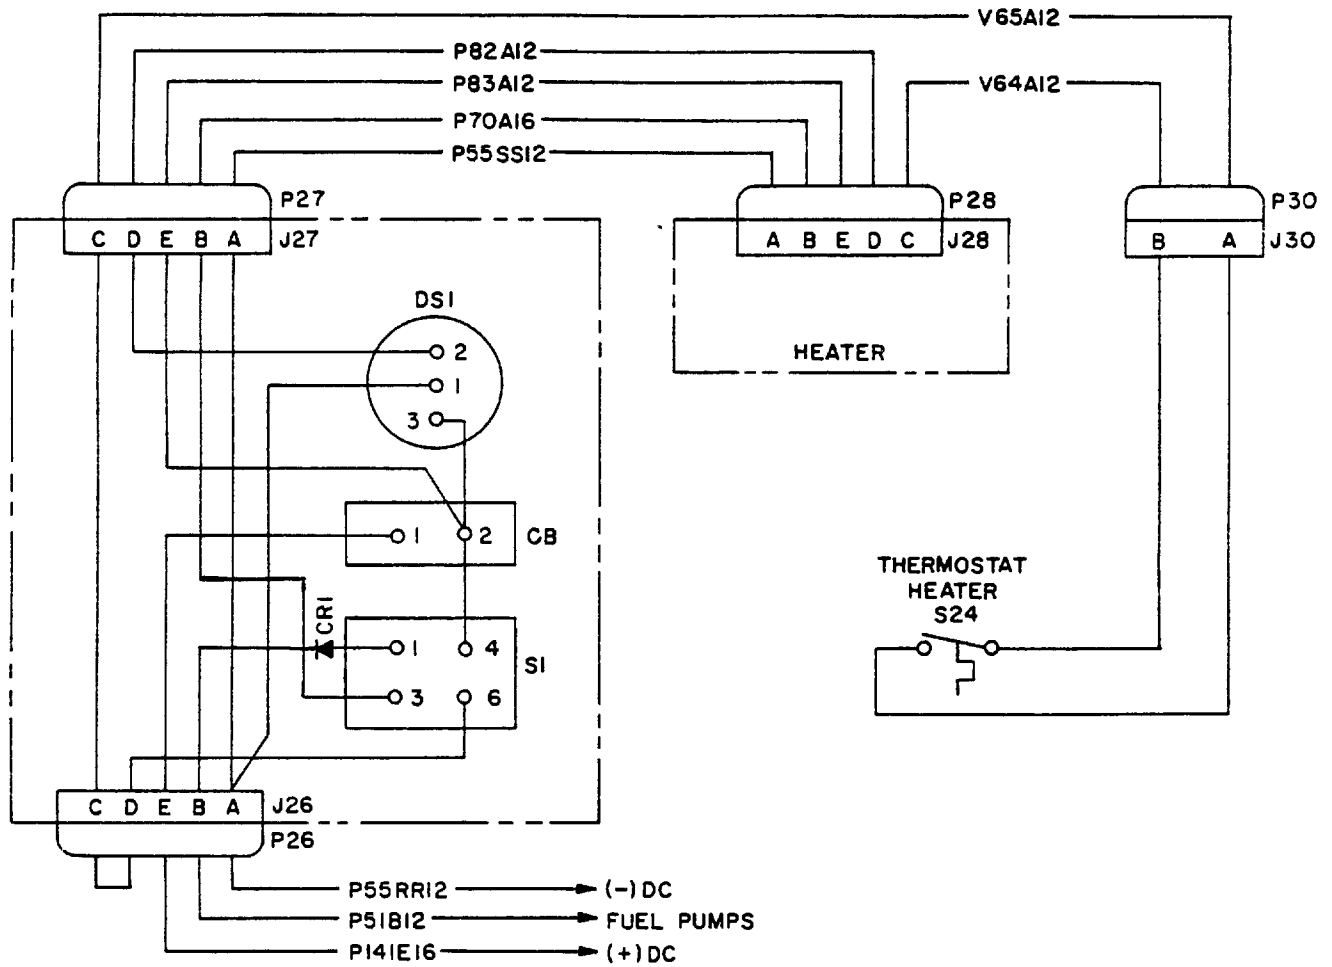 V65A12
P82A12
P83A12
V64A12
P70A16
P55SS12
P27
P28
P30
C D E B A J27
A B E D C J28
B A J30
DS1
2
1
3
HEATER
1 2 CB
THERMOSTAT
HEATER
S24
CR1
1 4
S1
3 6
C D E B A J26
P26
P55RR12 (-)DC
P51B12 FUEL PUMPS
P141E16 (+)DC